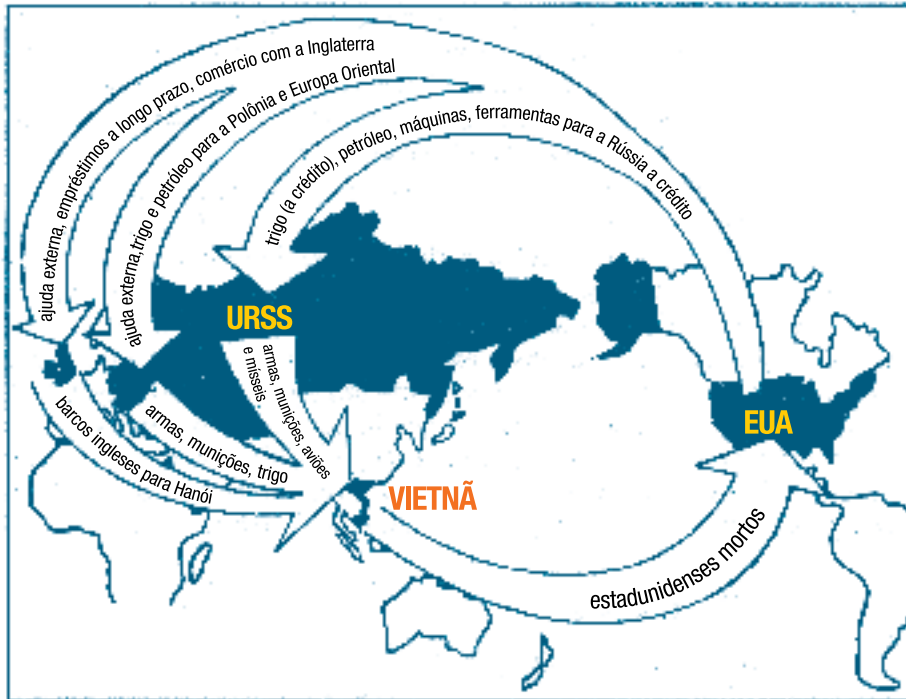 ajuda externa, empréstimos a longo prazo, comércio com a Inglaterra
ajuda externa,trigo e petróleo para a Polônia e Europa Oriental
trigo (a crédito), petróleo, máquinas, ferramentas para a Rússia a crédito
URSS
armas, munições, aviões
e mísseis
armas, munições, trigo
barcos ingleses para Hanói
VIETNÃ
EUA
estadunidenses mortos